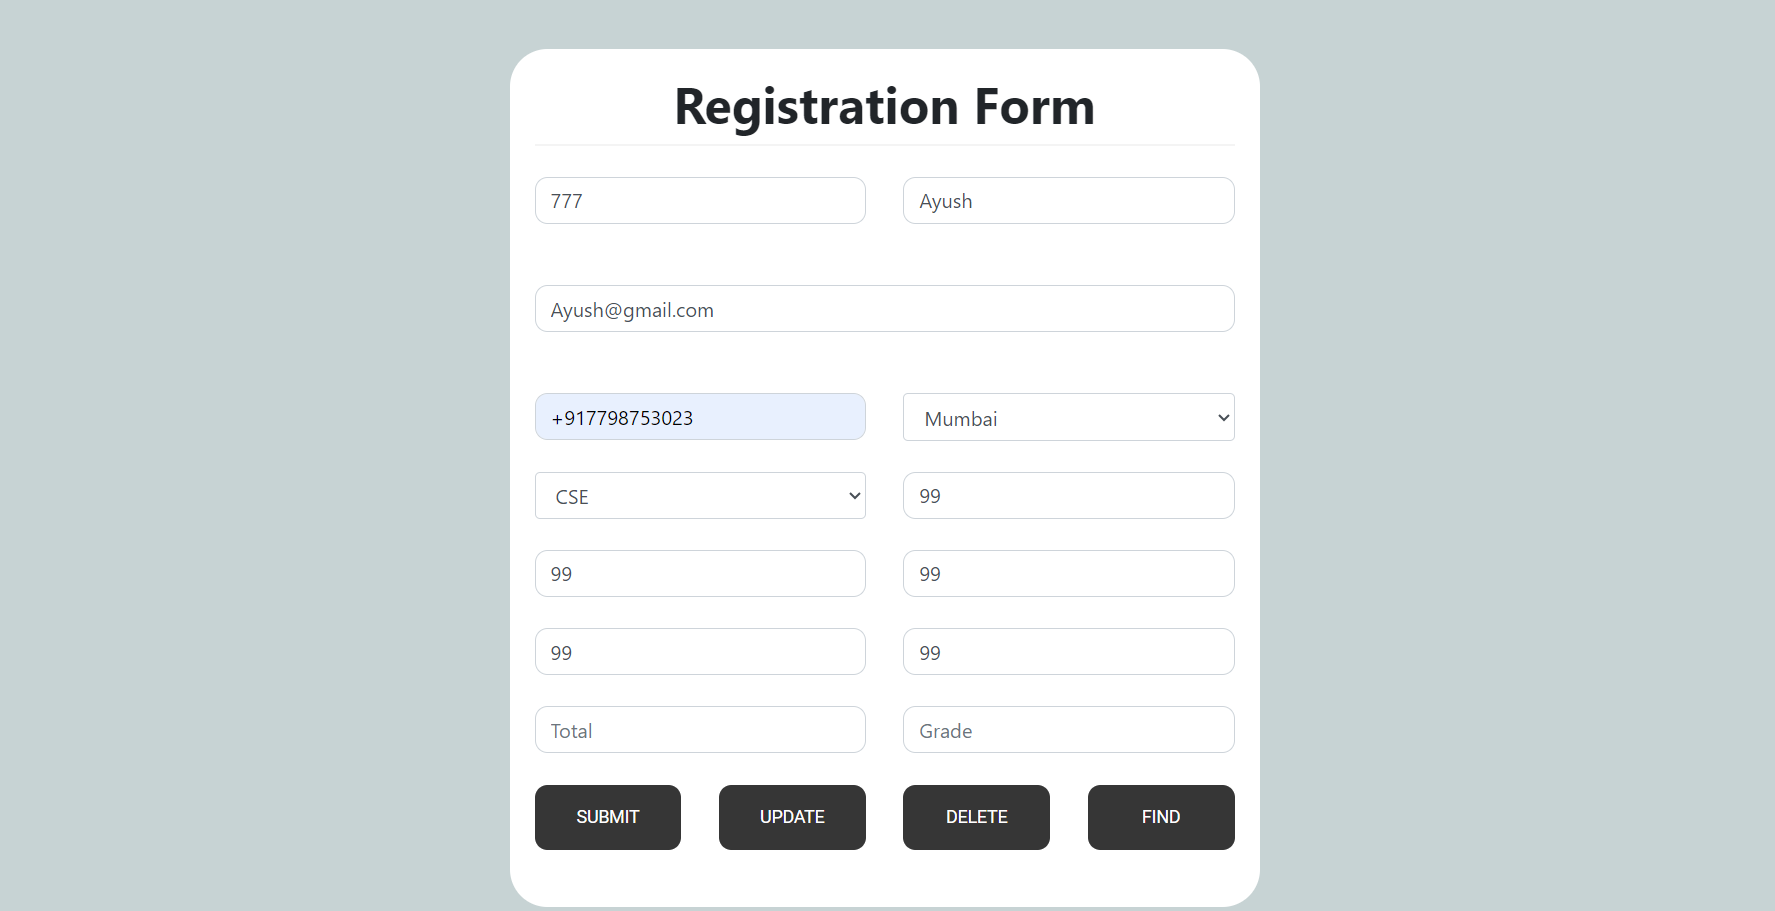 Registration Form
777 Ayush
Ayush@gmail.com
+917798753023 Mumbai
CSE 99
99 99
99 99
Total Grade
SUBMIT UPDATE DELETE FIND